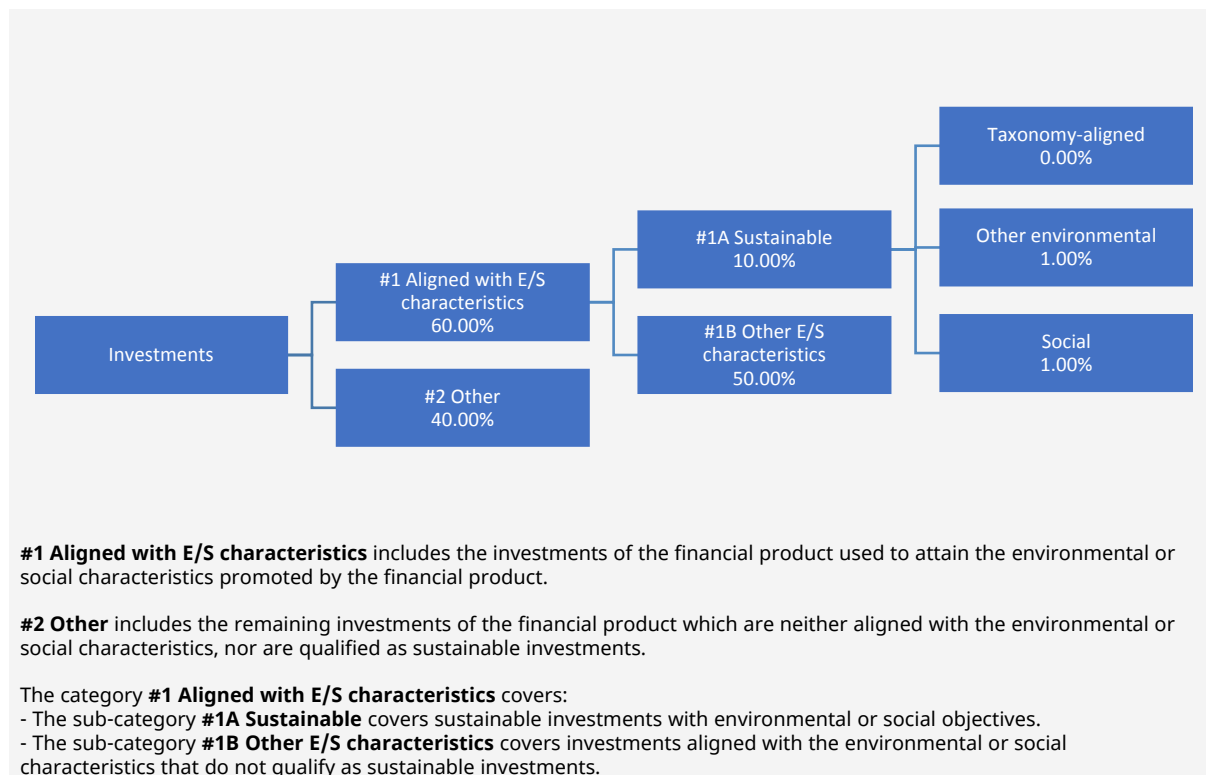 Investments
#1 Aligned with E/S
characteristics
60.00%
#2 Other
40.00%
#1A Sustainable
10.00%
#1B Other E/S
characteristics
50.00%
Taxonomy-aligned
0.00%
Other environmental
1.00%
Social
1.00%
#1 Aligned with E/S characteristics includes the investments of the financial product used to attain the environmental or
social characteristics promoted by the financial product.
#2 Other includes the remaining investments of the financial product which are neither aligned with the environmental or
social characteristics, nor are qualified as sustainable investments.
The category #1 Aligned with E/S characteristics covers:
- The sub-category #1A Sustainable covers sustainable investments with environmental or social objectives.
- The sub-category #1B Other E/S characteristics covers investments aligned with the environmental or social
characteristics that do not qualify as sustainable investments.